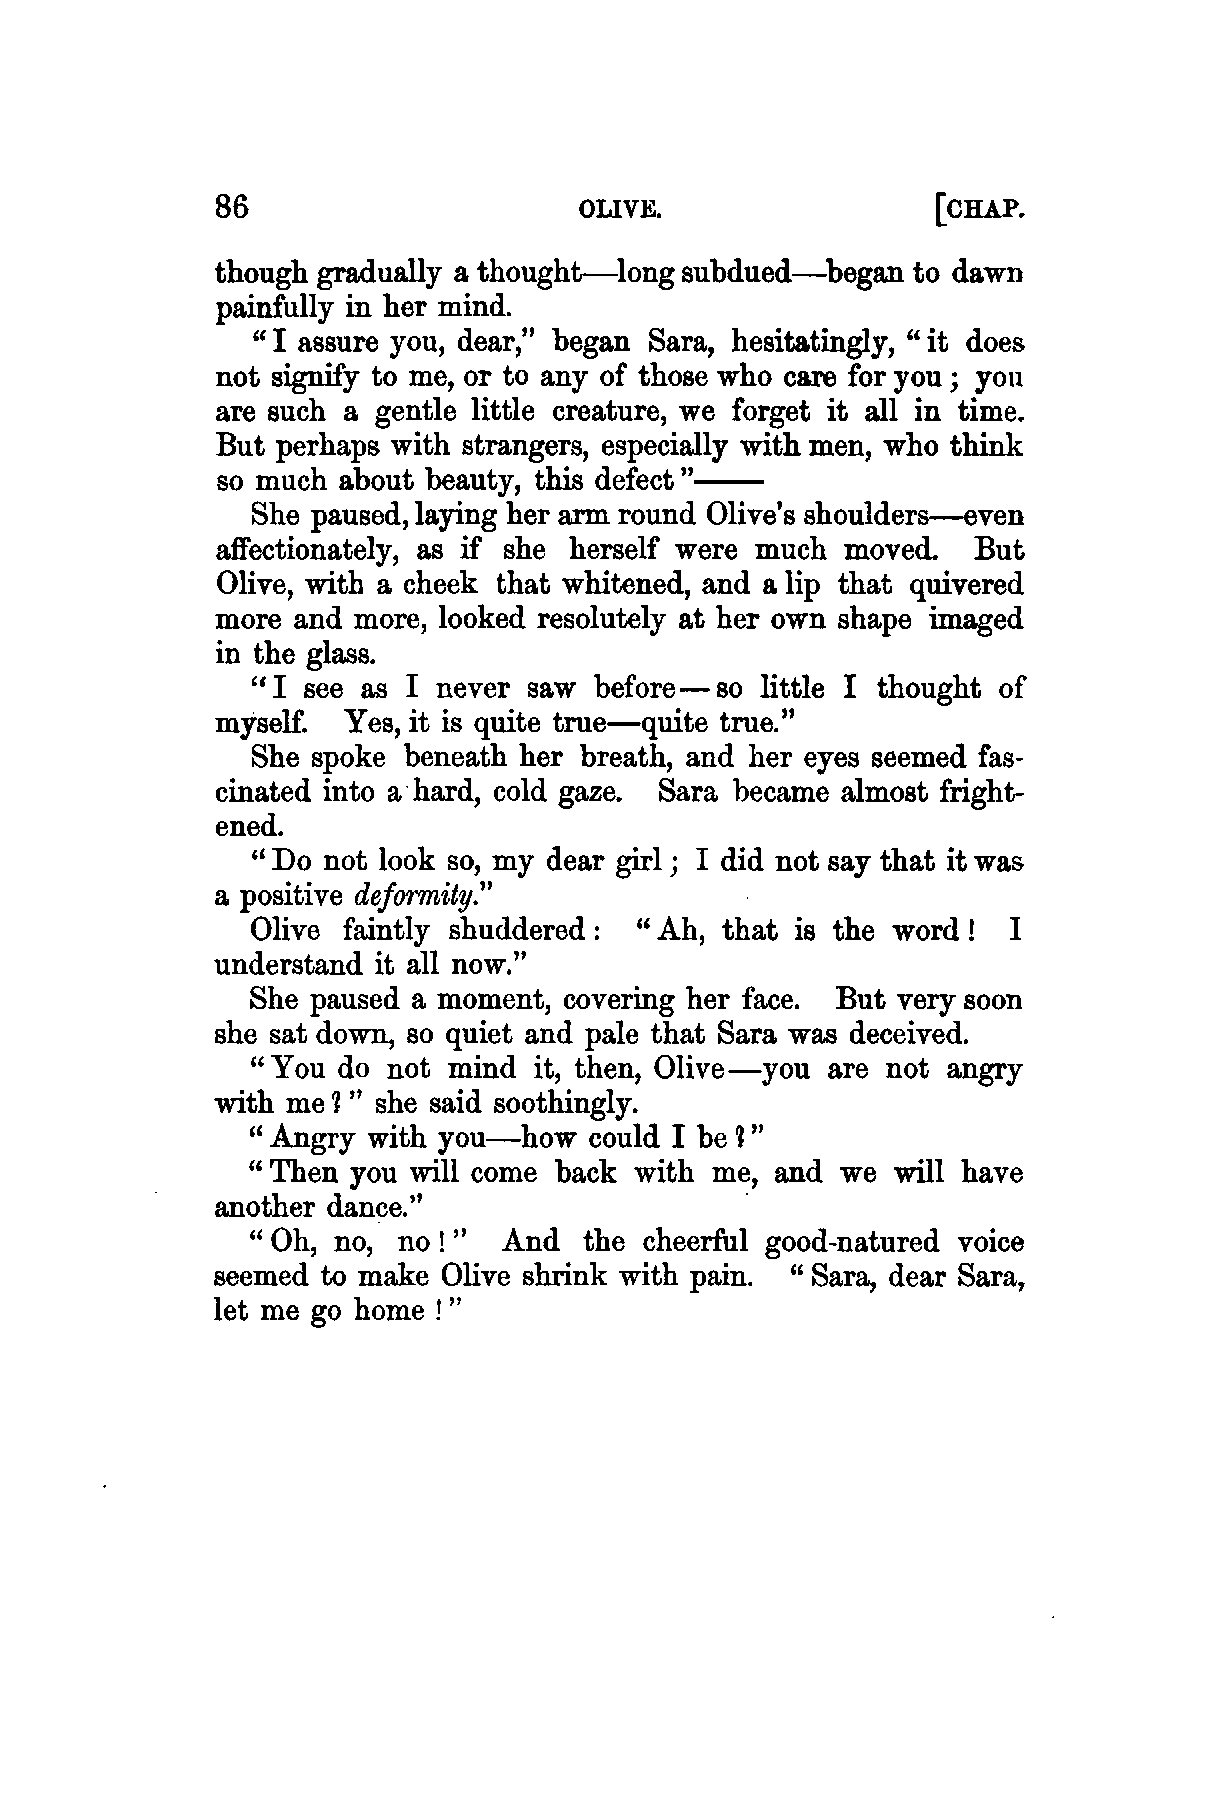 86 OLIVE. [CHAP.
though gradually a thought—long subdued—began to dawn
painfully in her mind.
"I assure you, dear," began Sara, hesitatingly, "it does
not signify to me, or to any of those who care for you; you
are such a gentle little creature, we forget it all in time.
But perhaps with strangers, especially with men, who think
so much about beauty, this defect"——
She paused, laying her arm round Olive's shoulders—even
affectionately, as if she herself were much moved. But
Olive, with a cheek that whitened, and a lip that quivered
more and more, looked resolutely at her own shape imaged
in the glass.
"I see as I never saw before—so little I thought of
myself. Yes, it is quite true—quite true."
She spoke beneath her breath, and her eyes seemed fas-
cinated into a hard, cold gaze. Sara became almost fright-
ened.
"Do not look so, my dear girl; I did not say that it was
a positive deformity."
Olive faintly shuddered: "Ah, that is the word! I
understand it all now."
She paused a moment, covering her face. But very soon
she sat down, so quiet and pale that Sara was deceived.
"You do not mind it, then, Olive—you are not angry
with me?" she said soothingly.
"Angry with you—how could I be?"
"Then you will come back with me, and we will have
another dance."
"Oh, no, no!" And the cheerful good-natured voice
seemed to make Olive shrink with pain. "Sara, dear Sara,
let me go home!"